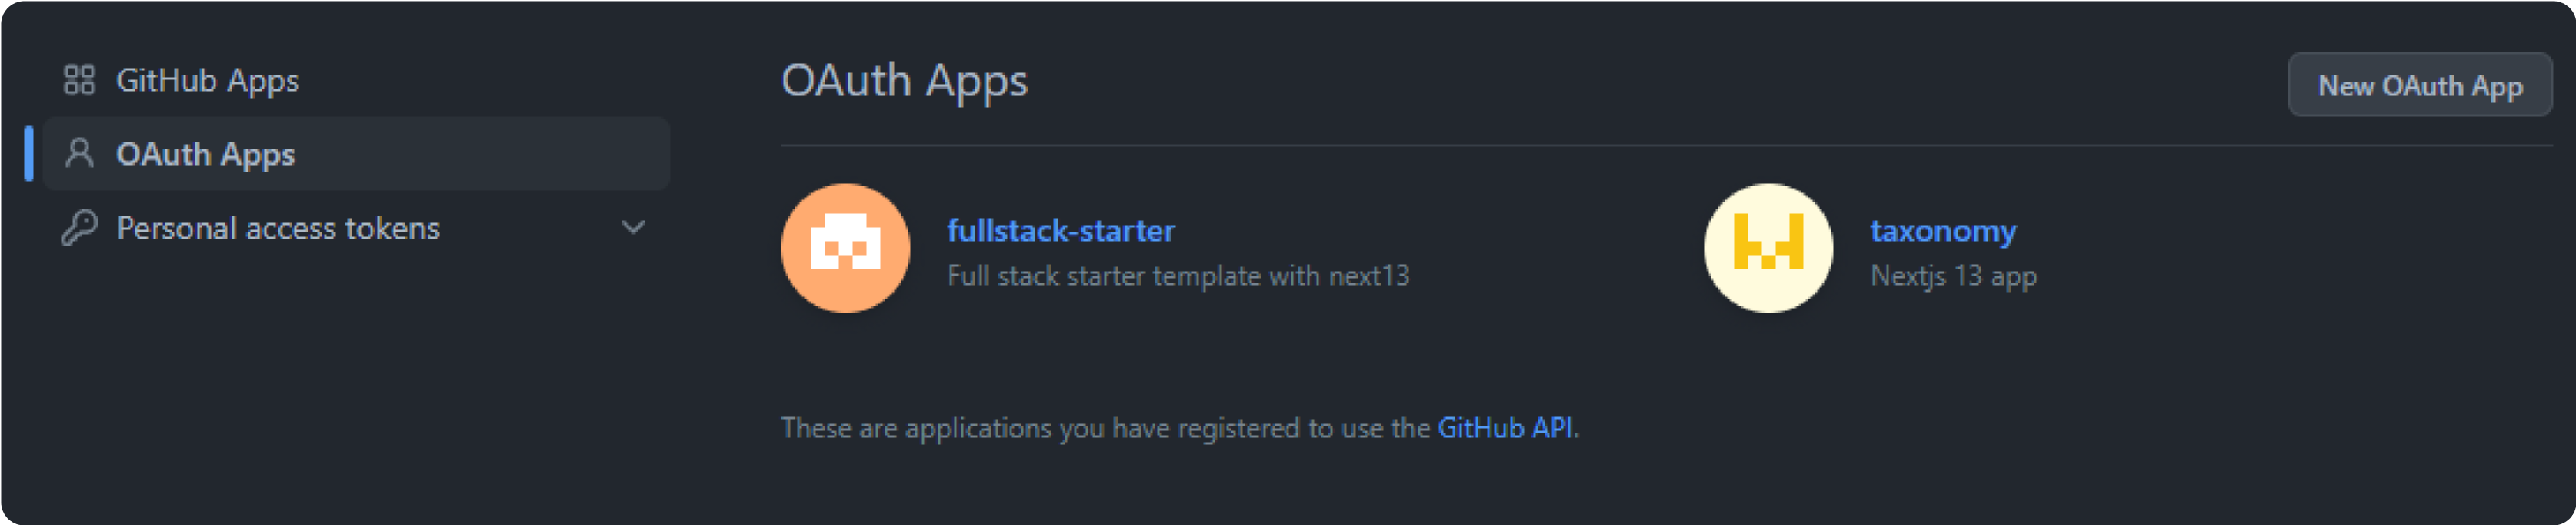 GitHub Apps
OAuth Apps
Personal access tokens
OAuth Apps
New OAuth App
fullstack-starter
Full stack starter template with next13
taxonomy
Nextjs 13 app
These are applications you have registered to use the GitHub API.